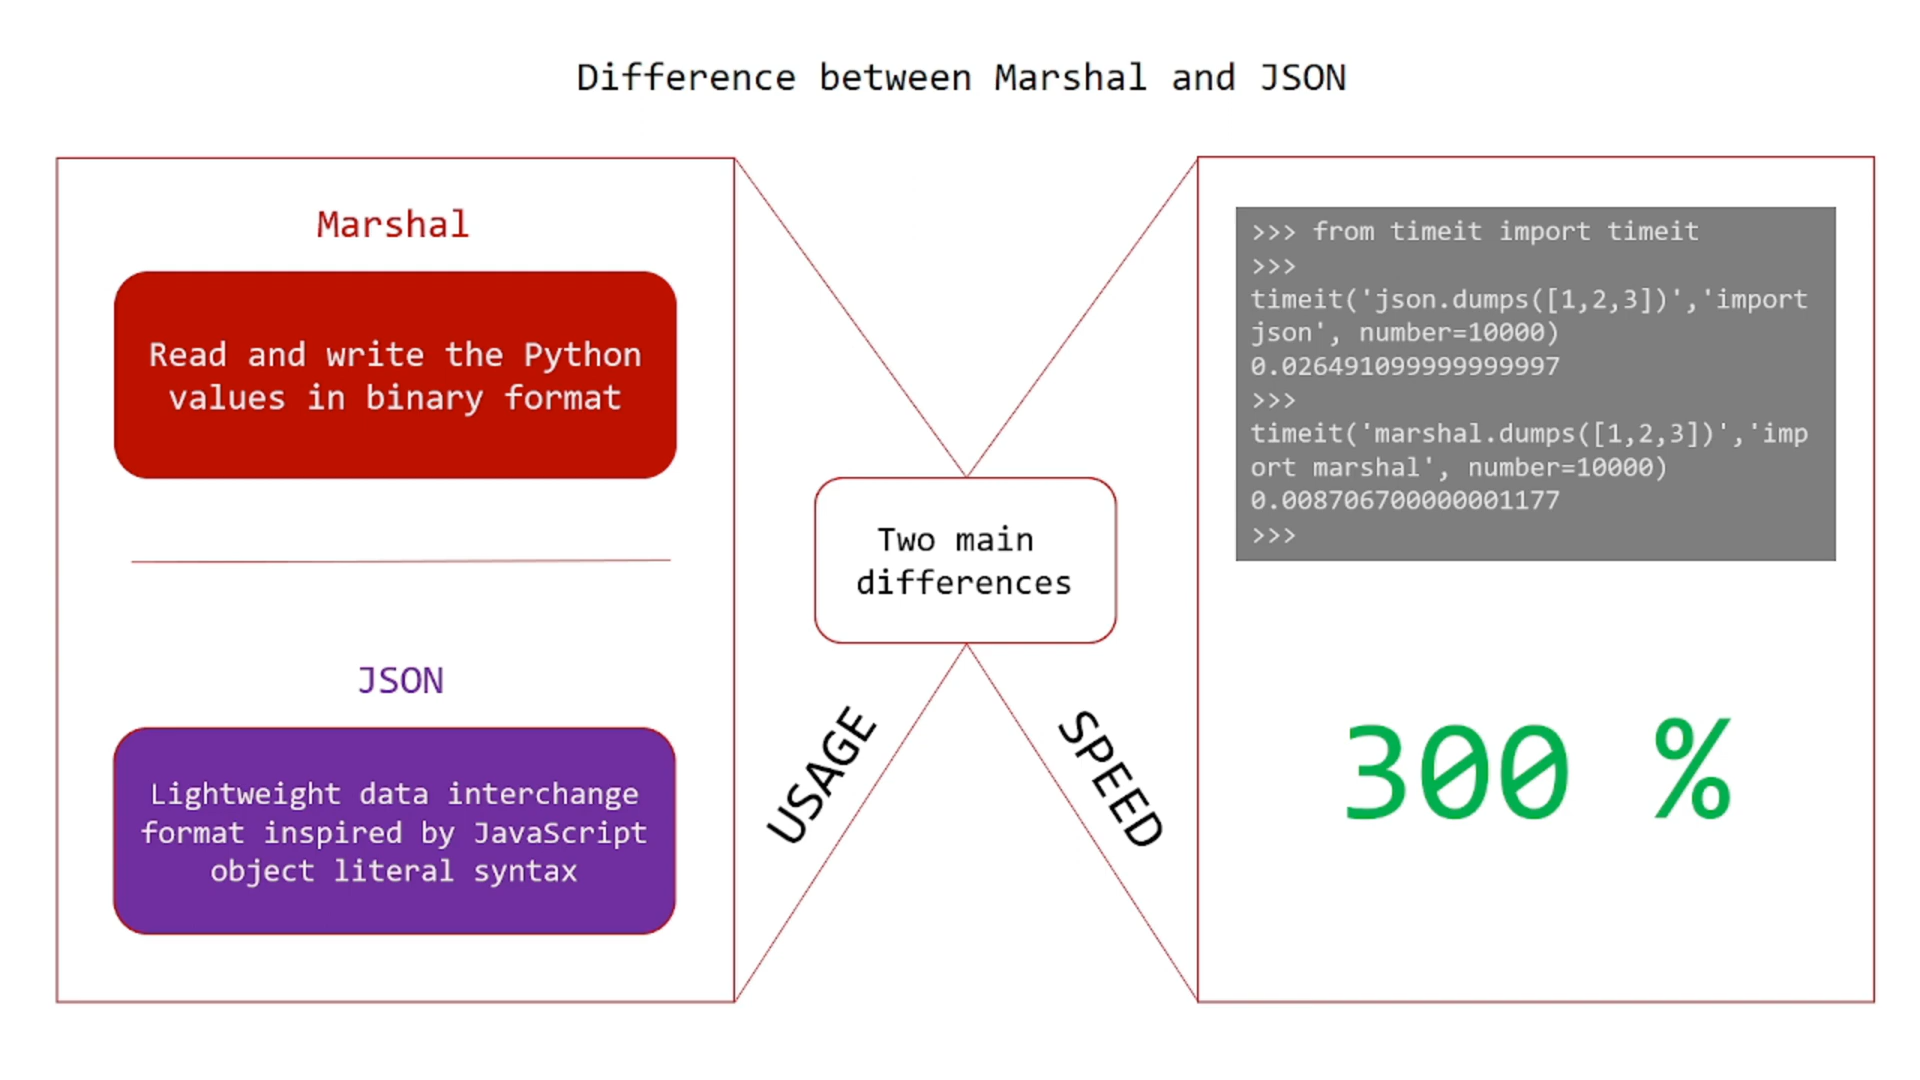 Difference between Marshal and JSON
Marshal
Read and write the Python
values in binary format
JSON
Lightweight data interchange
format inspired by JavaScript
object literal syntax
Two main
differences
USAGE
SPEED
>>> from timeit import timeit
>>>
timeit('json.dumps([1,2,3])','import
json', number=10000)
0.026491099999999997
>>>
timeit('marshal.dumps([1,2,3])','imp
ort marshal', number=10000)
0.008706700000001177
>>>
300 %